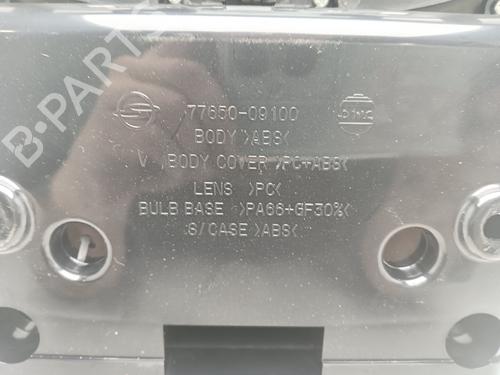 77650-09100
BODY >ABS<
V /BODY COVER >PC+ABS<
LENS >PC<
BULB BASE >PA66+GF30%<
S/CASE >ABS<
B-PARTS